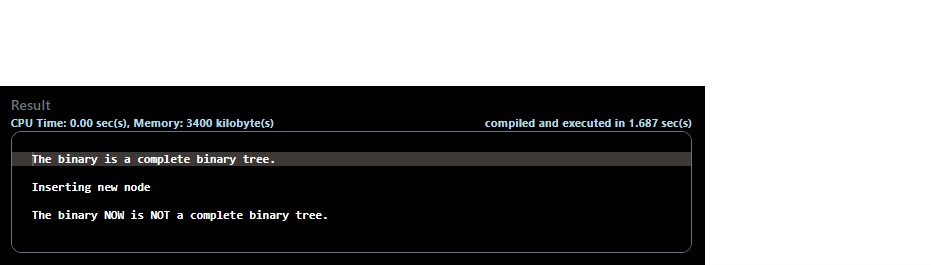 Result
CPU Time: 0.00 sec(s), Memory: 3400 kilobyte(s) compiled and executed in 1.687 sec(s)
The binary is a complete binary tree.
Inserting new node
The binary NOW is NOT a complete binary tree.